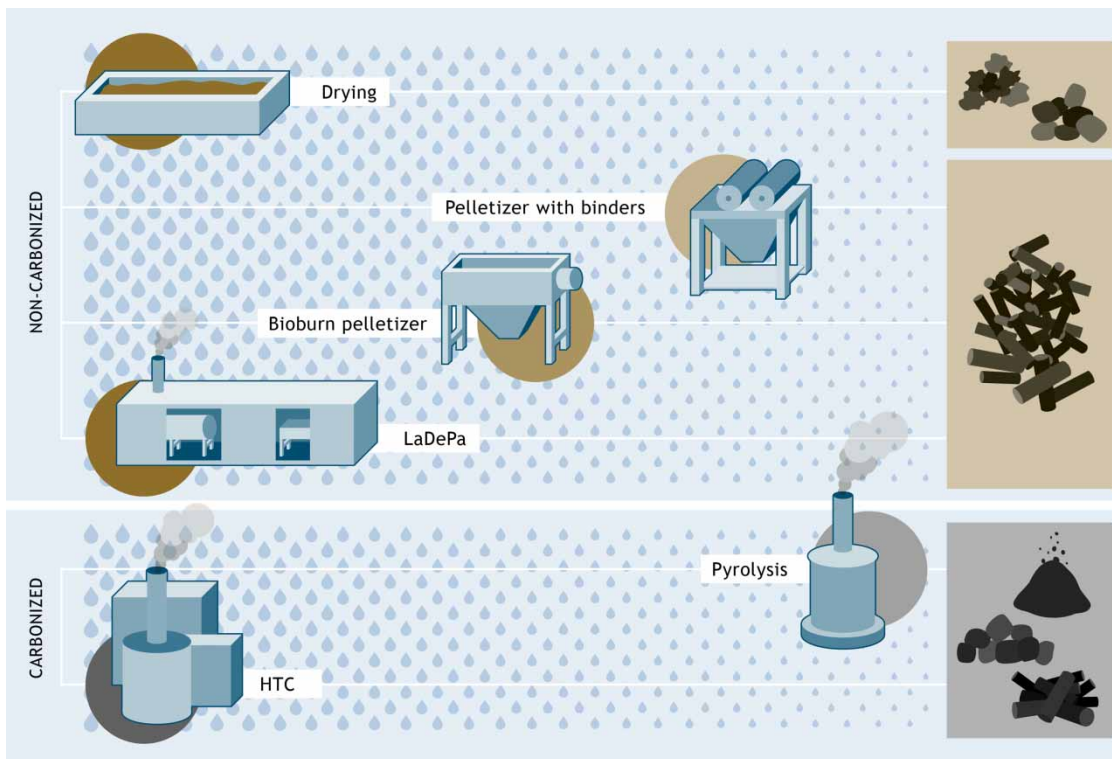 NON-CARBONIZED
Drying
Pelletizer with binders
Bioburn pelletizer
LaDePa
CARBONIZED
Pyrolysis
HTC